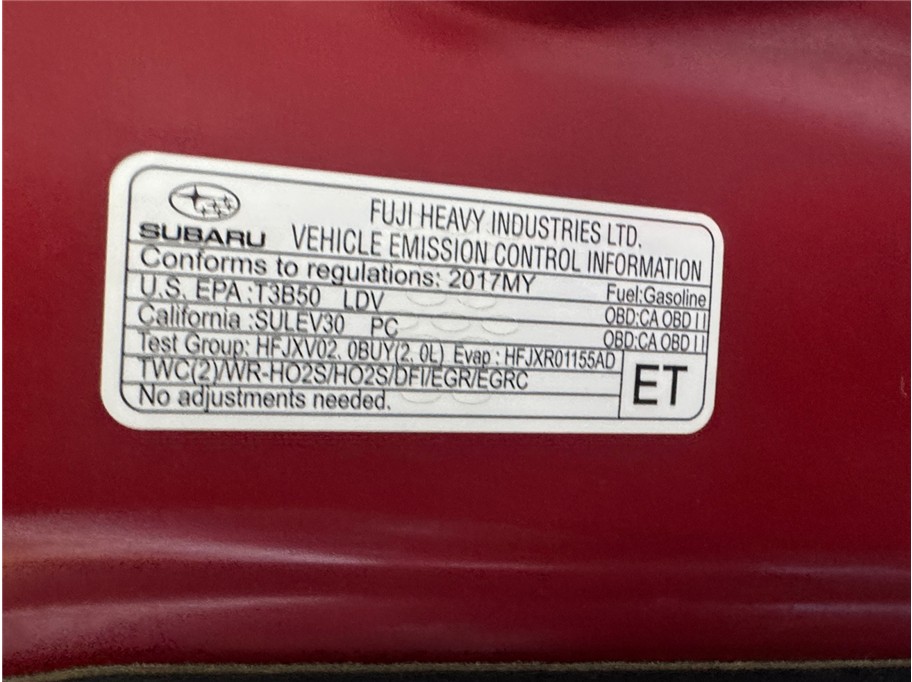 FUJI HEAVY INDUSTRIES LTD.
SUBARU VEHICLE EMISSION CONTROL INFORMATION
Conforms to regulations: 2017MY Fuel:Gasoline
U.S. EPA :T3B50 LDV OBD:CA OBD II
California :SULEV30 PC OBD:CA OBD II
Test Group: HFJXV02. 0BUY(2. 0L) Evap : HFJXR01155AD
TWC(2)/WR-HO2S/HO2S/DFI/EGR/EGRC
ET
No adjustments needed.